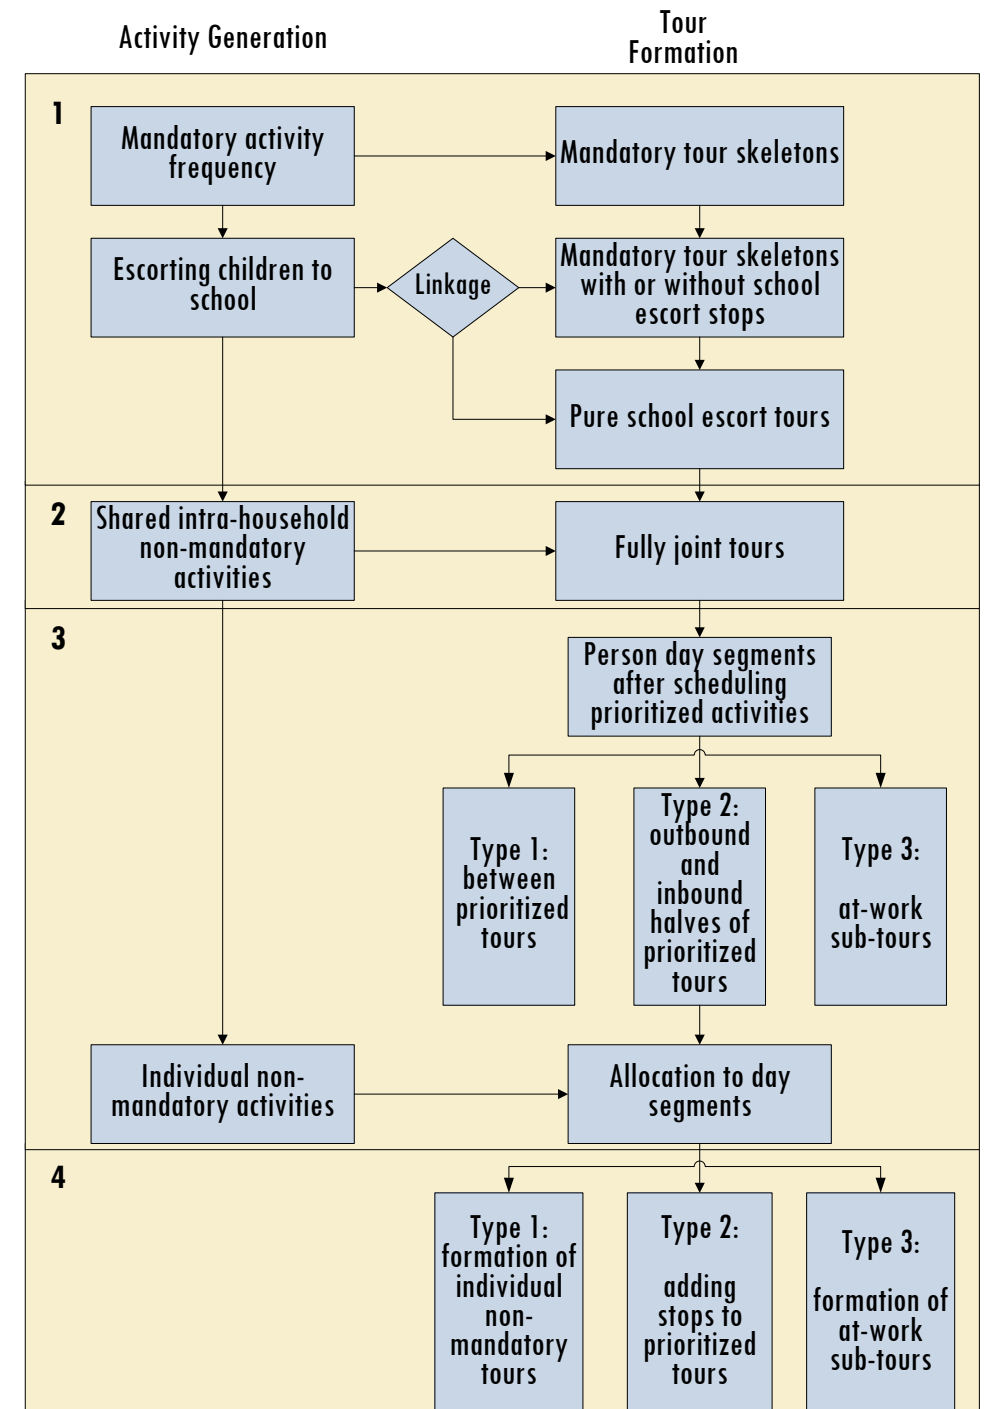 Activity Generation
Tour
Formation
1
Mandatory activity
frequency
Mandatory tour skeletons
Escorting children to
school
Linkage
Mandatory tour skeletons
with or without school
escort stops
Pure school escort tours
2
Shared intra-household
non-mandatory
activities
Fully joint tours
3
Person day segments
after scheduling
prioritized activities
Type 1:
between
prioritized
tours
Type 2:
outbound
and
inbound
halves of
prioritized
tours
Type 3:
at-work
sub-tours
Individual non-
mandatory activities
Allocation to day
segments
4
Type 1:
formation of
individual
non-
mandatory
tours
Type 2:
adding
stops to
prioritized
tours
Type 3:
formation of
at-work
sub-tours